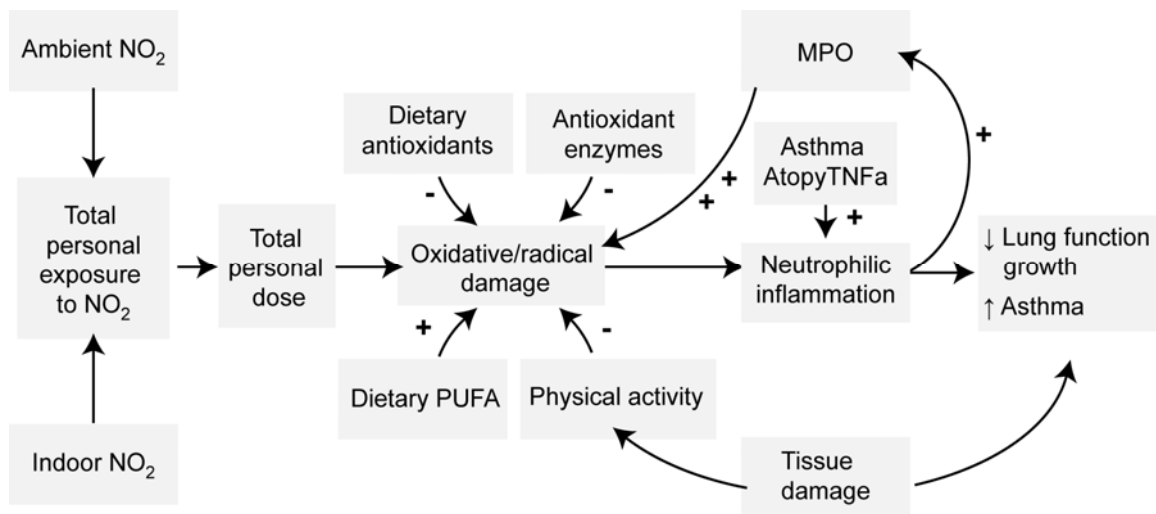 Ambient NO₂
MPO
Dietary
antioxidants
Antioxidant
enzymes
Asthma
AtopyTNFa
+
-
-
+
+
+
Total
personal
exposure
to NO₂
Total
personal
dose
Oxidative/radical
damage
Neutrophilic
inflammation
↓ Lung function
growth
↑ Asthma
+
-
Dietary PUFA
Physical activity
Indoor NO₂
Tissue
damage